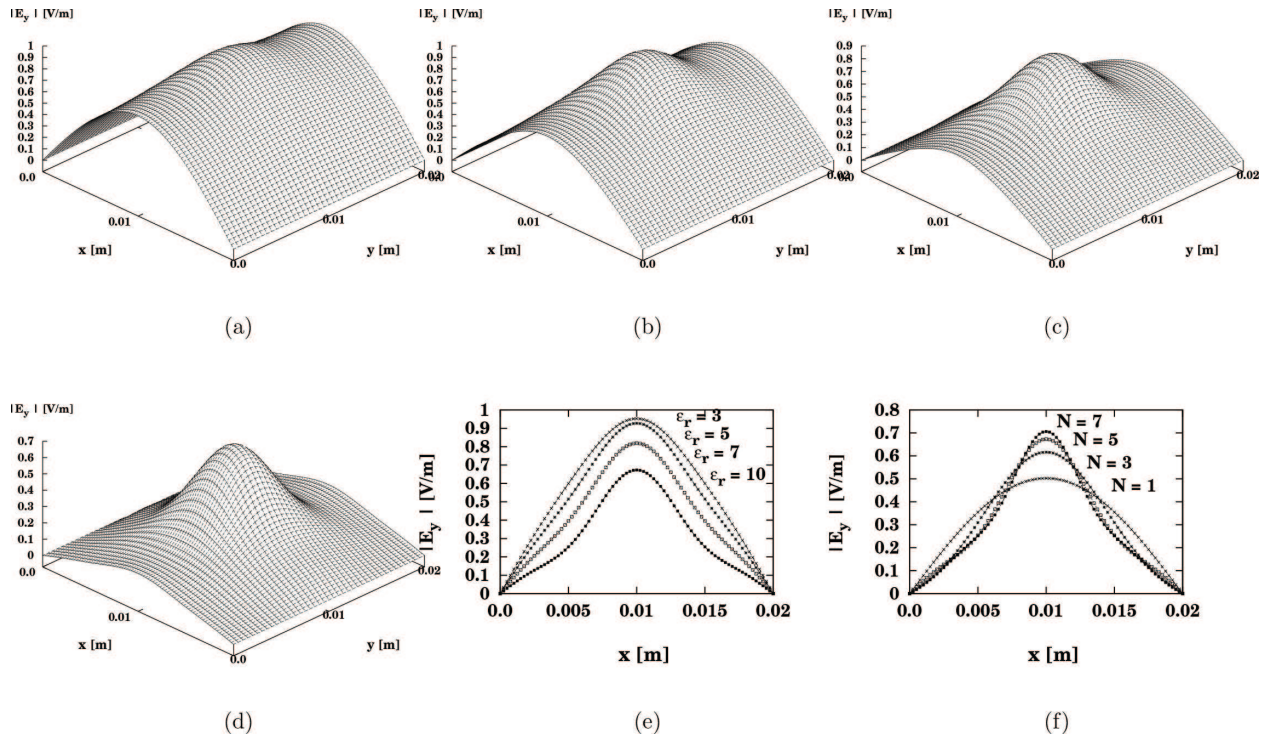 |E_y| [V/m]
1
0.9
0.8
0.7
0.6
0.5
0.4
0.3
0.2
0.1
0
0.0
0.01
x [m]
0.0
0.01
y [m]
0.02
(a)
|E_y| [V/m]
1
0.9
0.8
0.7
0.6
0.5
0.4
0.3
0.2
0.1
0
0.0
0.01
x [m]
0.0
0.01
y [m]
0.02
(b)
|E_y| [V/m]
0.9
0.8
0.7
0.6
0.5
0.4
0.3
0.2
0.1
0
0.0
0.01
x [m]
0.0
0.01
y [m]
0.02
(c)
|E_y| [V/m]
0.7
0.6
0.5
0.4
0.3
0.2
0.1
0
0.0
0.01
x [m]
0.0
0.01
y [m]
0.02
(d)
|E_y| [V/m]
1
0.9
0.8
0.7
0.6
0.5
0.4
0.3
0.2
0.1
0
ε_r = 3
ε_r = 5
ε_r = 7
ε_r = 10
0.0 0.005 0.01 0.015 0.02
x [m]
(e)
|E_y| [V/m]
0.8
0.7
0.6
0.5
0.4
0.3
0.2
0.1
0
N = 7
N = 5
N = 3
N = 1
0.0 0.005 0.01 0.015 0.02
x [m]
(f)